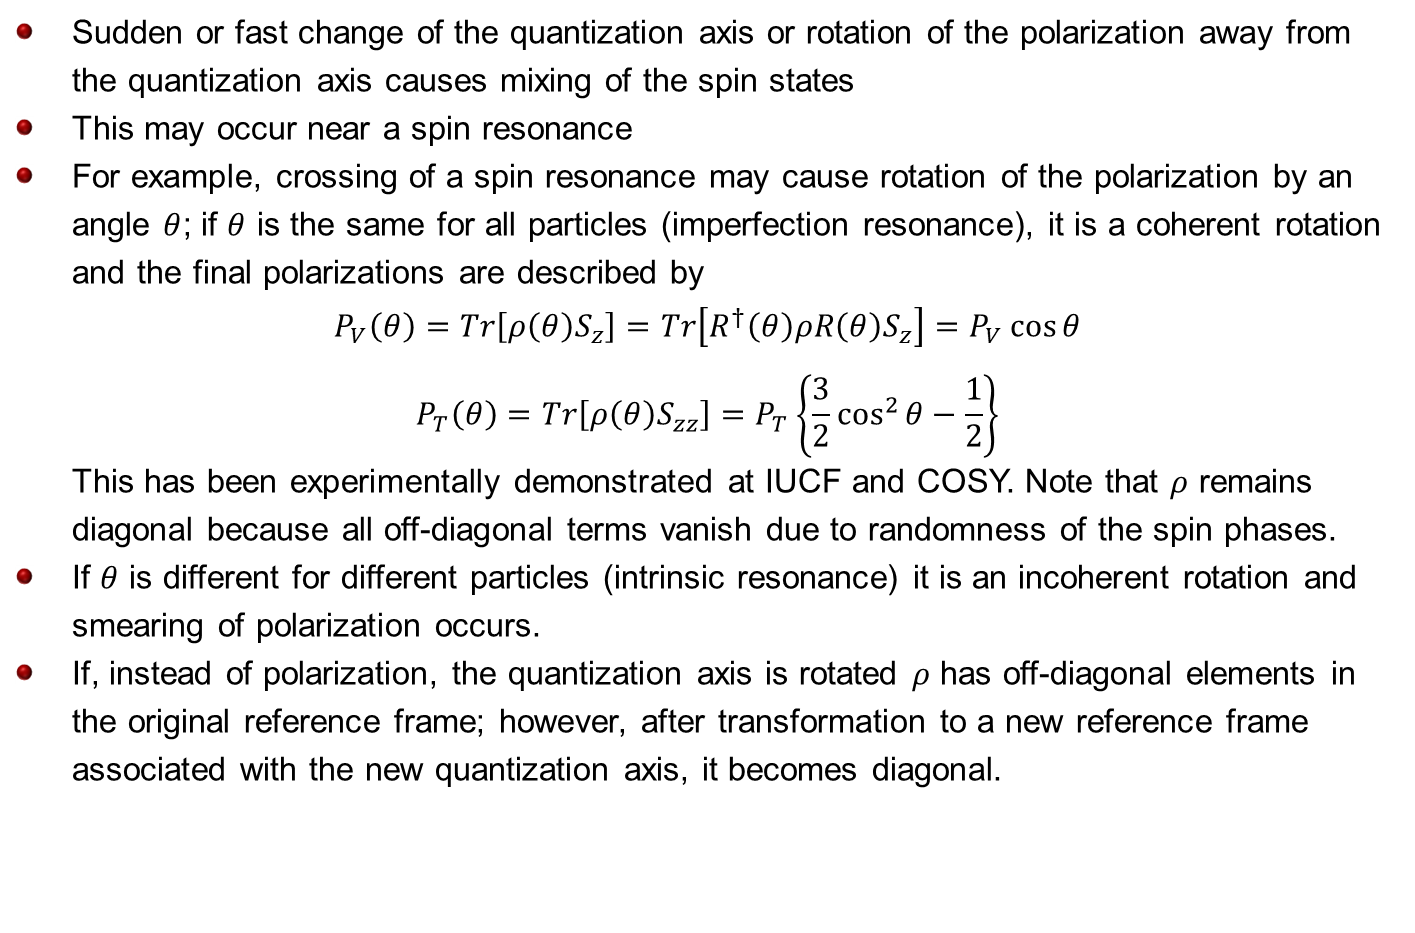 Sudden or fast change of the quantization axis or rotation of the polarization away from
the quantization axis causes mixing of the spin states
This may occur near a spin resonance
For example, crossing of a spin resonance may cause rotation of the polarization by an
angle θ; if θ is the same for all particles (imperfection resonance), it is a coherent rotation
and the final polarizations are described by
P_V(θ) = Tr[ρ(θ)S_z] = Tr[R†(θ)ρR(θ)S_z] = P_V cos θ
P_T(θ) = Tr[ρ(θ)S_zz] = P_T {3/2 cos² θ − 1/2}
This has been experimentally demonstrated at IUCF and COSY. Note that ρ remains
diagonal because all off-diagonal terms vanish due to randomness of the spin phases.
If θ is different for different particles (intrinsic resonance) it is an incoherent rotation and
smearing of polarization occurs.
If, instead of polarization, the quantization axis is rotated ρ has off-diagonal elements in
the original reference frame; however, after transformation to a new reference frame
associated with the new quantization axis, it becomes diagonal.